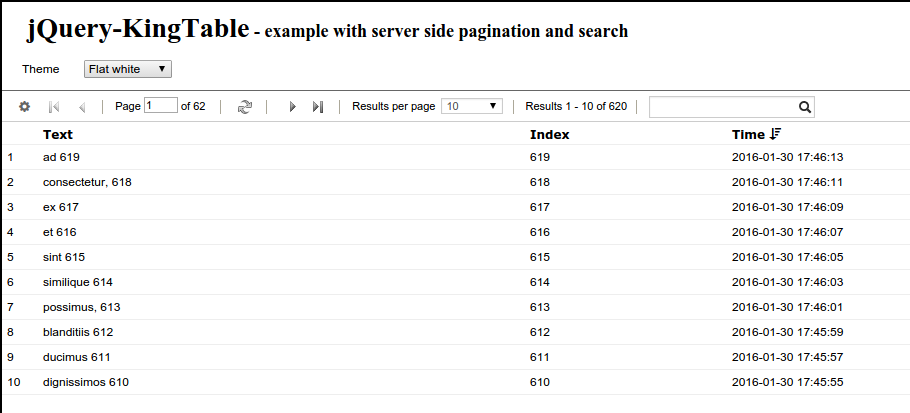 jQuery-KingTable - example with server side pagination and search
Theme Flat white
Page 1 of 62 Results per page 10 Results 1 - 10 of 620
Text Index Time
1 ad 619 619 2016-01-30 17:46:13
2 consectetur, 618 618 2016-01-30 17:46:11
3 ex 617 617 2016-01-30 17:46:09
4 et 616 616 2016-01-30 17:46:07
5 sint 615 615 2016-01-30 17:46:05
6 similique 614 614 2016-01-30 17:46:03
7 possimus, 613 613 2016-01-30 17:46:01
8 blanditiis 612 612 2016-01-30 17:45:59
9 ducimus 611 611 2016-01-30 17:45:57
10 dignissimos 610 610 2016-01-30 17:45:55